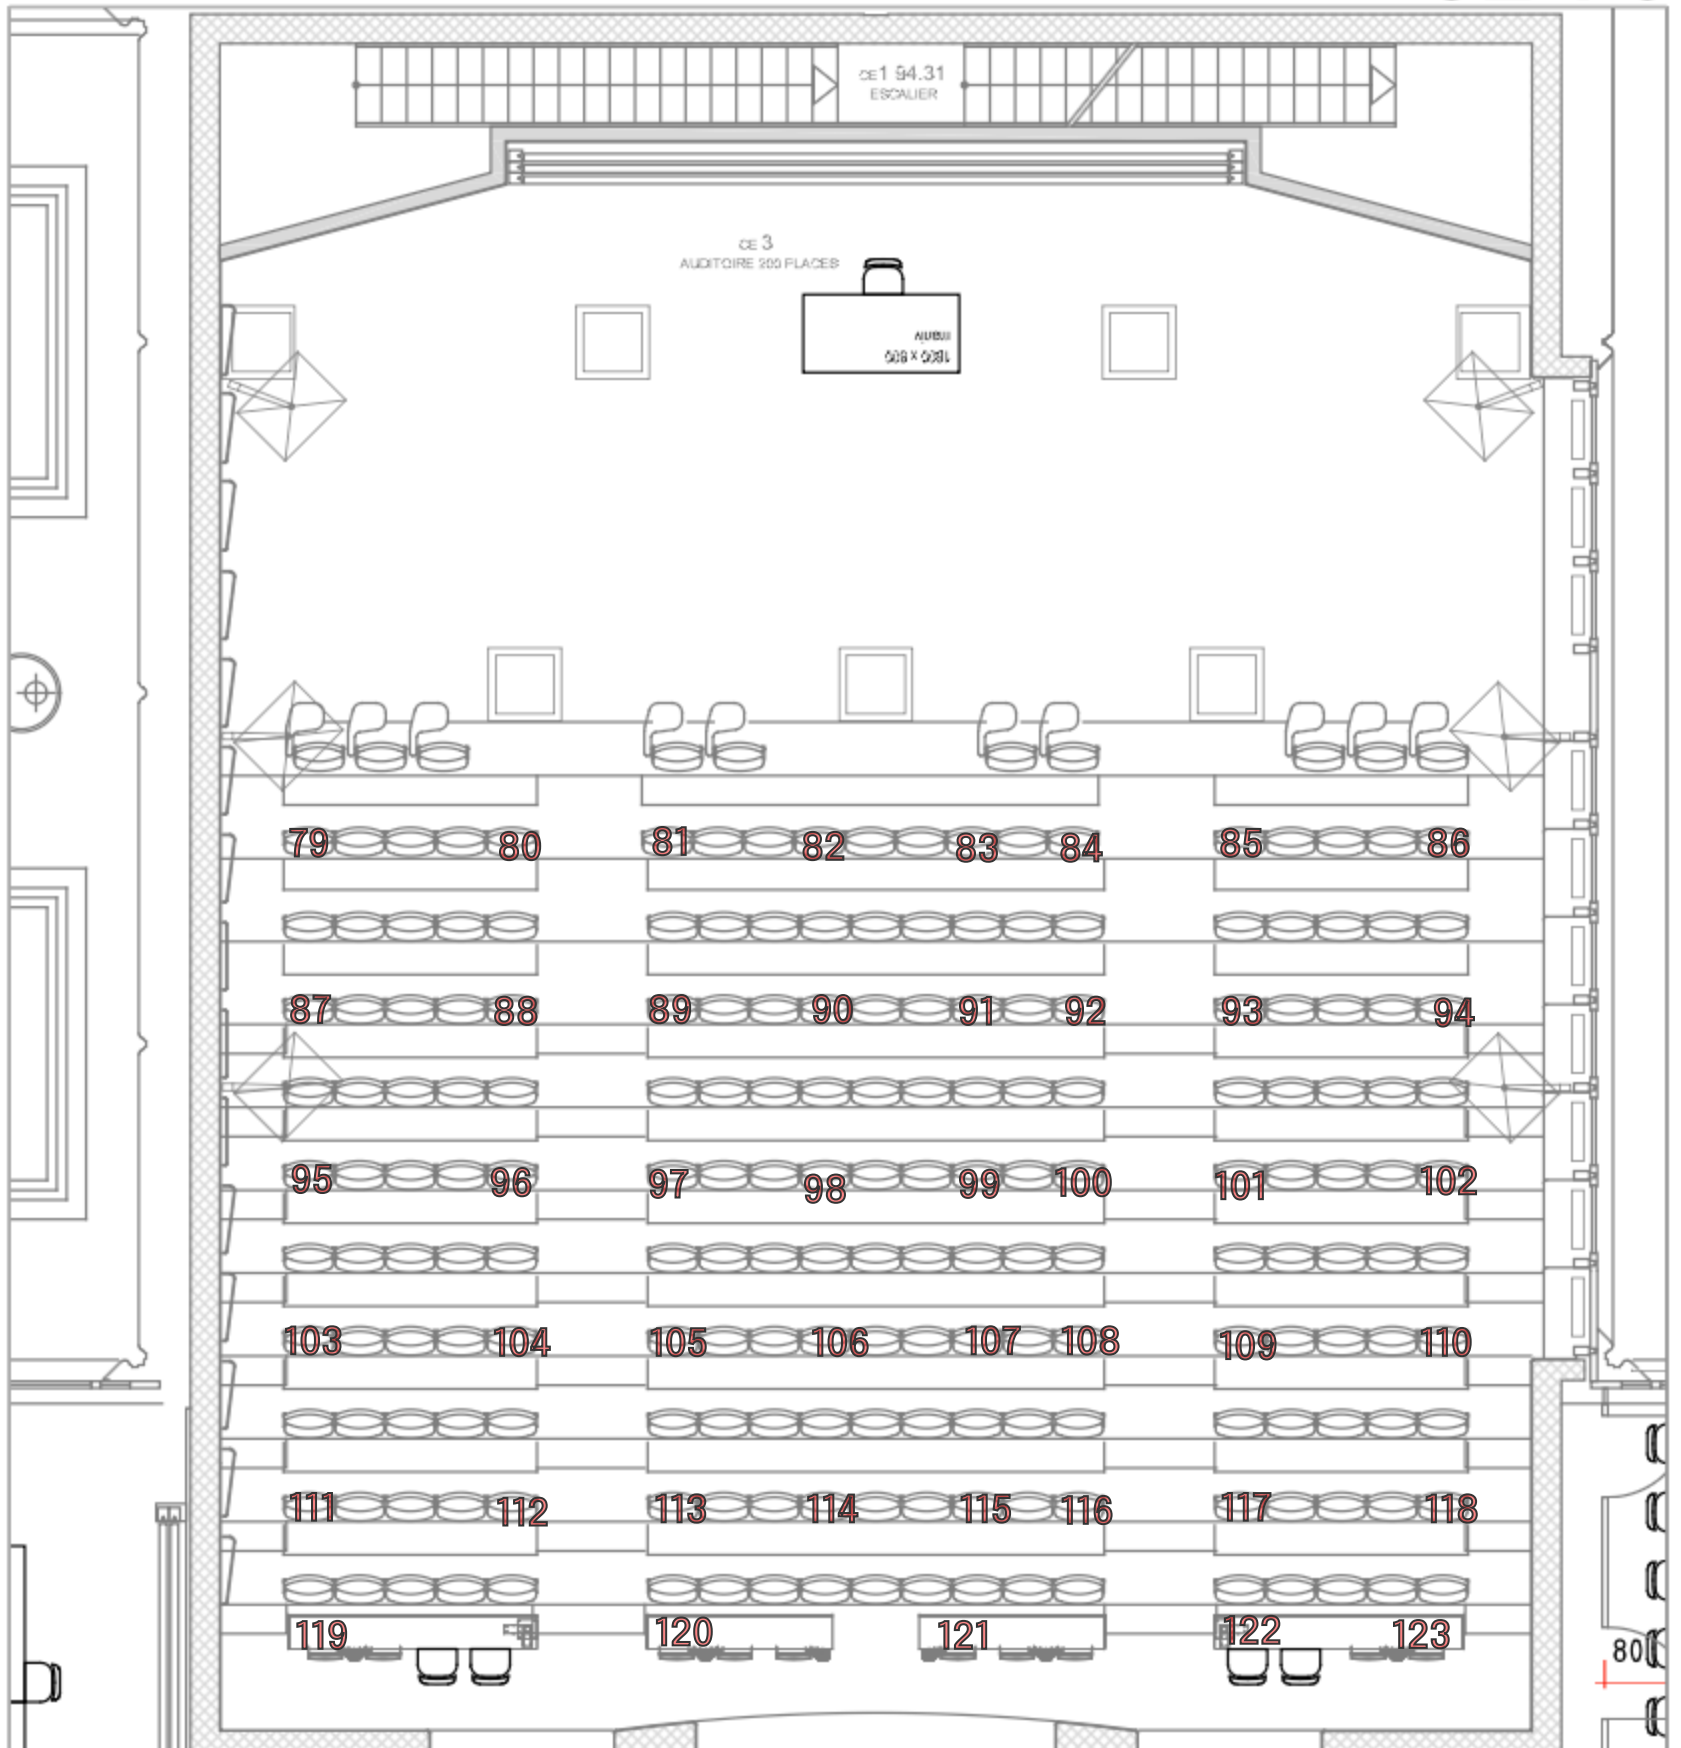 CE1 94.31
ESCALIER
CE 3
AUDITOIRE 200 PLACES
1600 x 800
79 80 81 82 83 84 85 86
87 88 89 90 91 92 93 94
95 96 97 98 99 100 101 102
103 104 105 106 107 108 109 110
111 112 113 114 115 116 117 118
119 120 121 122 123
80